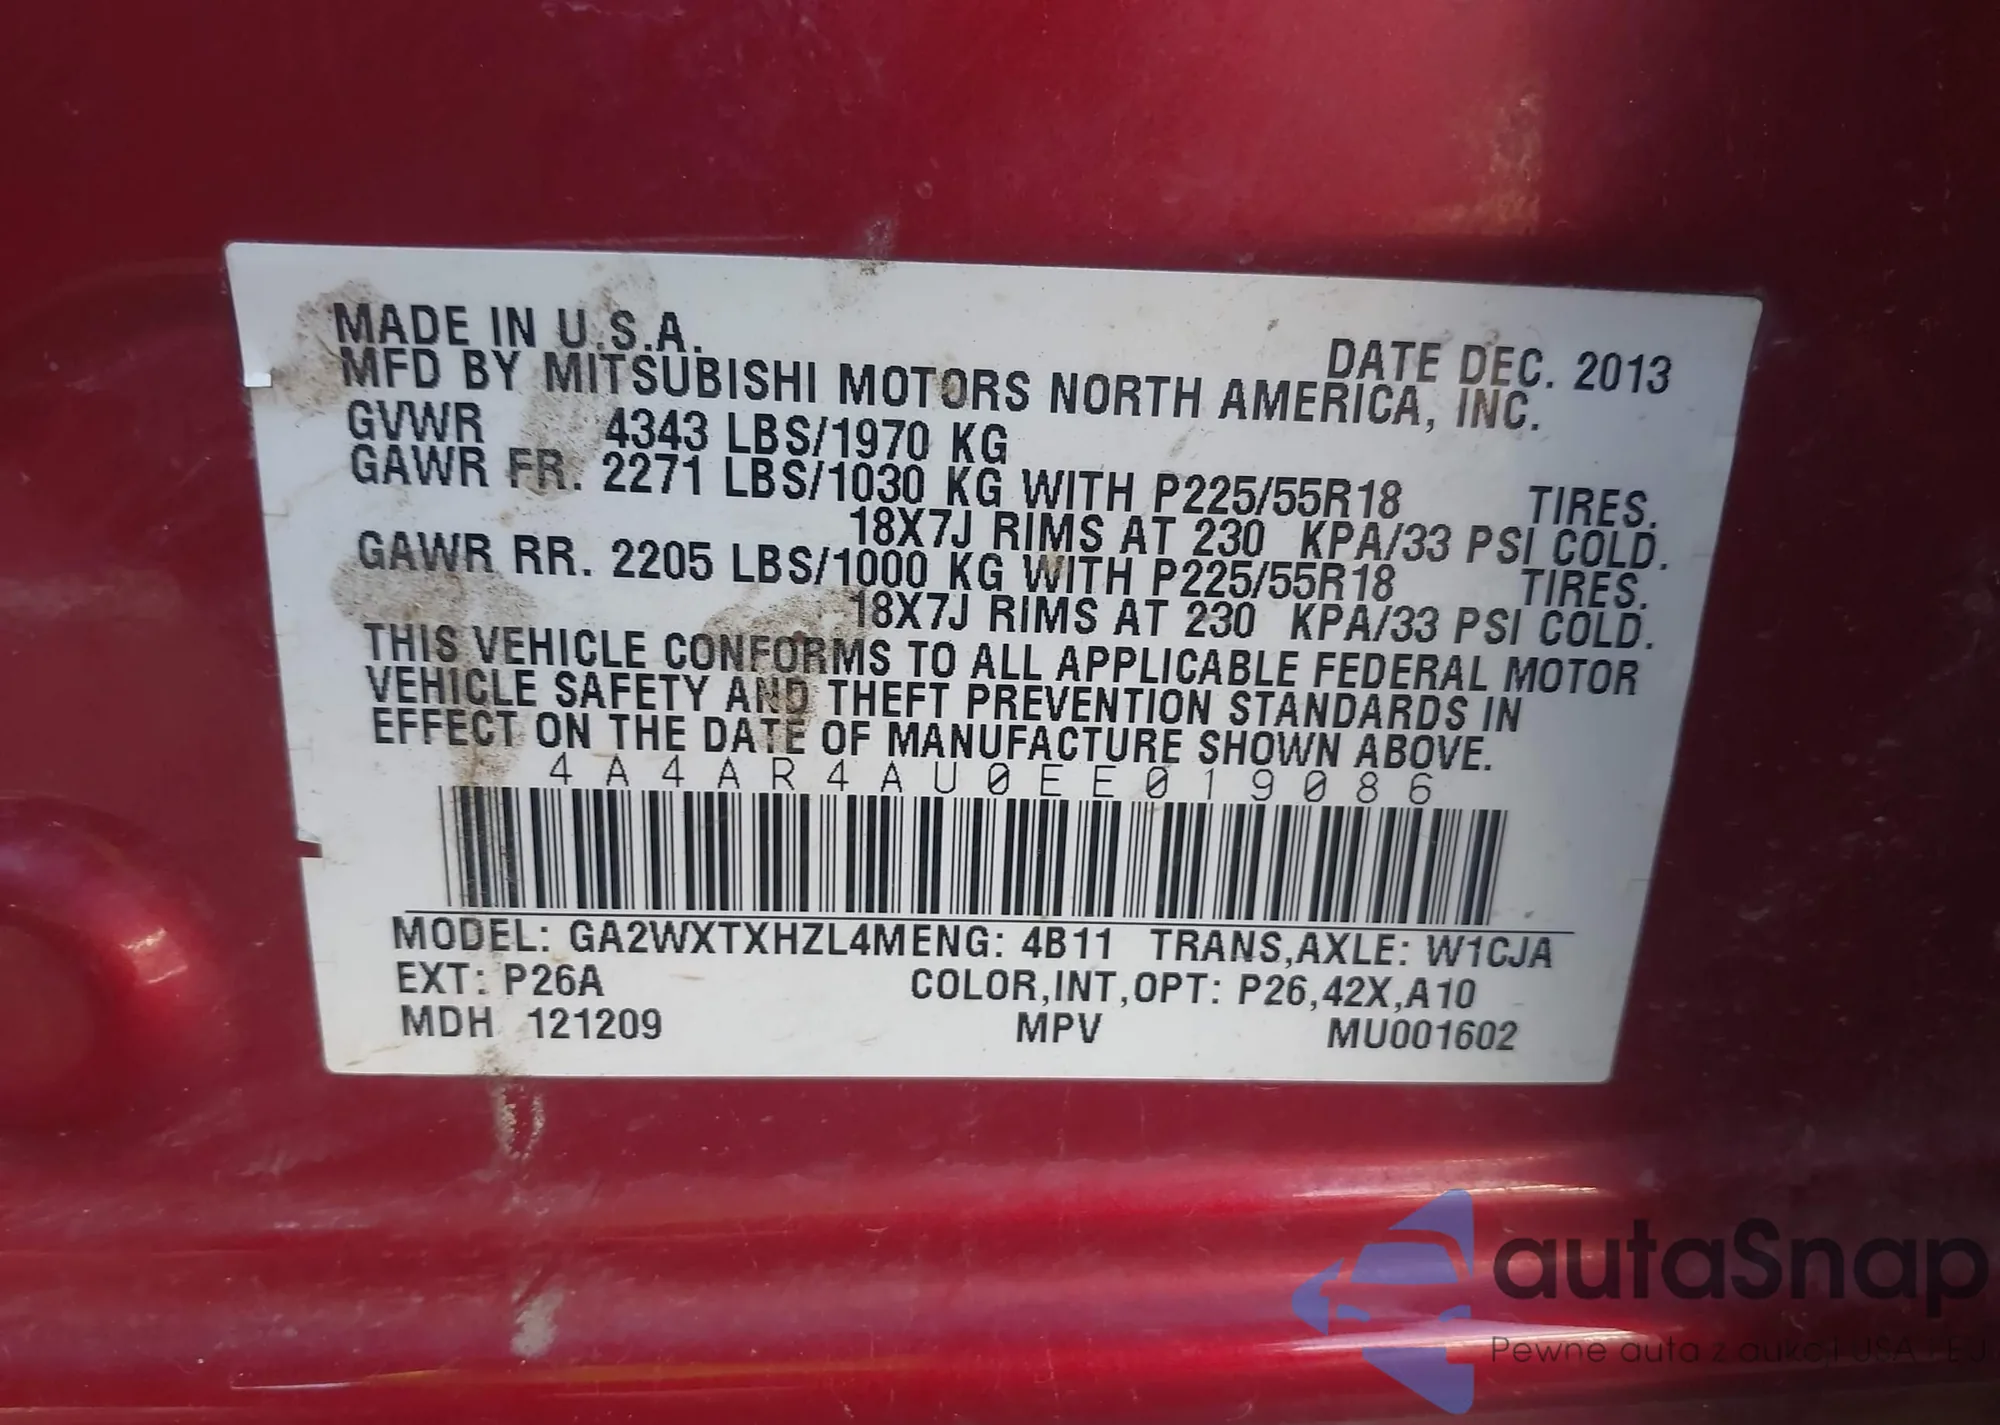 MADE IN U.S.A.
DATE DEC. 2013
MFD BY MITSUBISHI MOTORS NORTH AMERICA, INC.
GVWR 4343 LBS/1970 KG
GAWR FR. 2271 LBS/1030 KG WITH P225/55R18 TIRES.
18X7J RIMS AT 230 KPA/33 PSI COLD.
GAWR RR. 2205 LBS/1000 KG WITH P225/55R18 TIRES.
18X7J RIMS AT 230 KPA/33 PSI COLD.
THIS VEHICLE CONFORMS TO ALL APPLICABLE FEDERAL MOTOR
VEHICLE SAFETY AND THEFT PREVENTION STANDARDS IN
EFFECT ON THE DATE OF MANUFACTURE SHOWN ABOVE.
4A4AR4AU0EE019086
MODEL: GA2WXTXHZL4MENG: 4B11 TRANS,AXLE: W1CJA
EXT: P26A COLOR,INT,OPT: P26,42X,A10
MDH 121209 MPV MU001602
autaSnap
Pewne auta z aukcji USA - EU